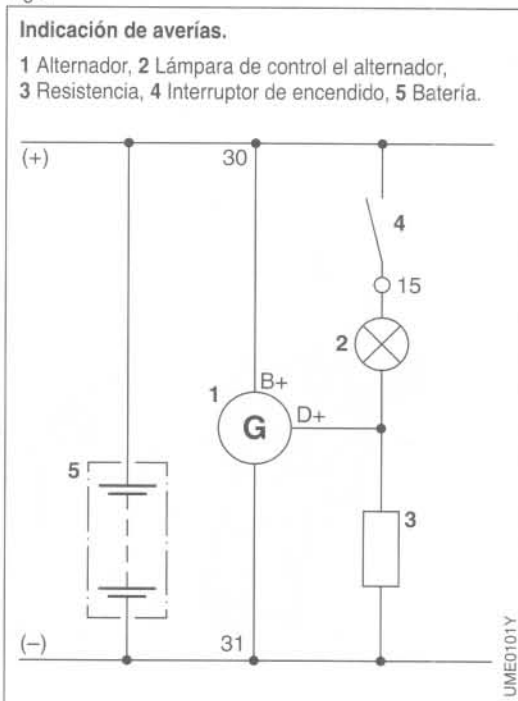 Indicación de averías.
1 Alternador, 2 Lámpara de control el alternador,
3 Resistencia, 4 Interruptor de encendido, 5 Batería.
(+)
30
4
15
2
B+
1
G
D+
5
3
(–)
31
UME0101Y